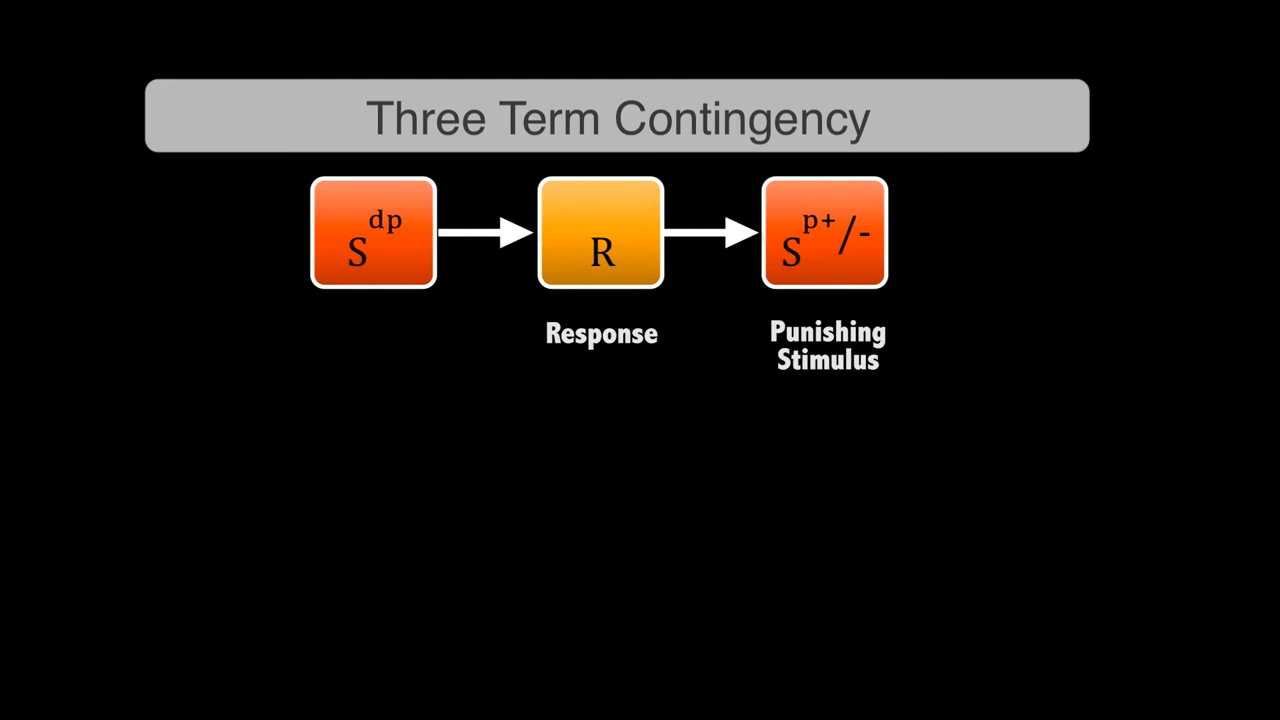 Three Term Contingency
S^dp
R
S^p+/-
Response
Punishing
Stimulus